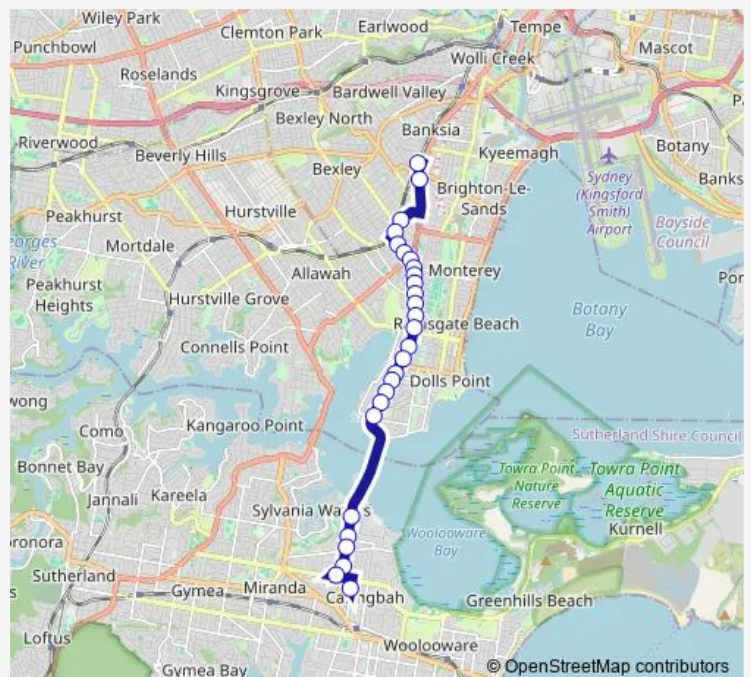 Wiley Park
Earlwood
Tempe
Clemton Park
Punchbowl
Mascot
Wolli Creek
Roselands
Kingsgrove
Bardwell Valley
Bexley North
Banksia
Riverwood
Beverly Hills
Kyeemagh
Botany
Bexley
Banks
Sydney
(Kingsford
Smith)
Airport
Brighton-Le-
Sands
Hurstville
Peakhurst
Bayside
Council
Mortdale
Allawah
Monterey
Peakhurst
Heights
Hurstville Grove
Botany
Bay
Connells Point
Dolls Point
Como
Kangaroo Point
Sutherland Shire Council
Bonnet Bay
Towra Point
Nature
Reserve
Towra Point
Aquatic
Reserve
Jannali
Kareela
Kurnell
Woolooware
Bay
Sutherland
Gymea
Miranda
Greenhills Beach
Loftus
Woolooware
Gymea Bay
© OpenStreetMap contributors